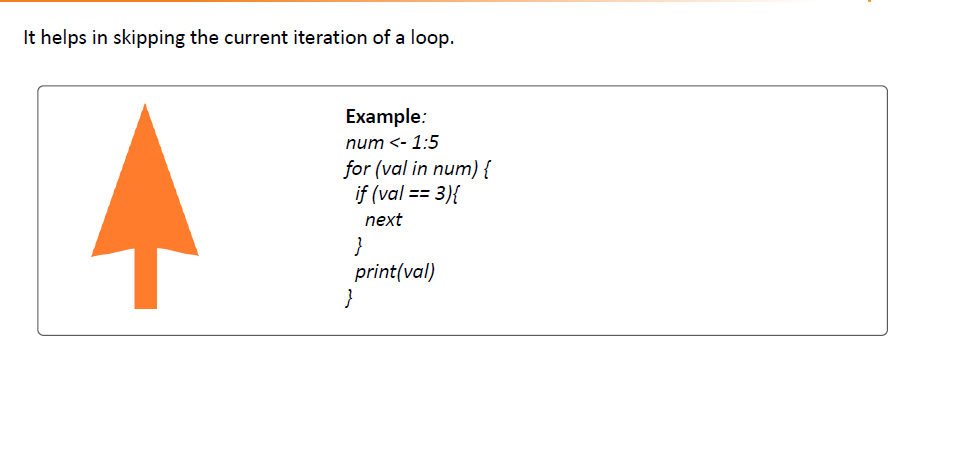 It helps in skipping the current iteration of a loop.
Example:
num <- 1:5
for (val in num) {
if (val == 3){
next
}
print(val)
}